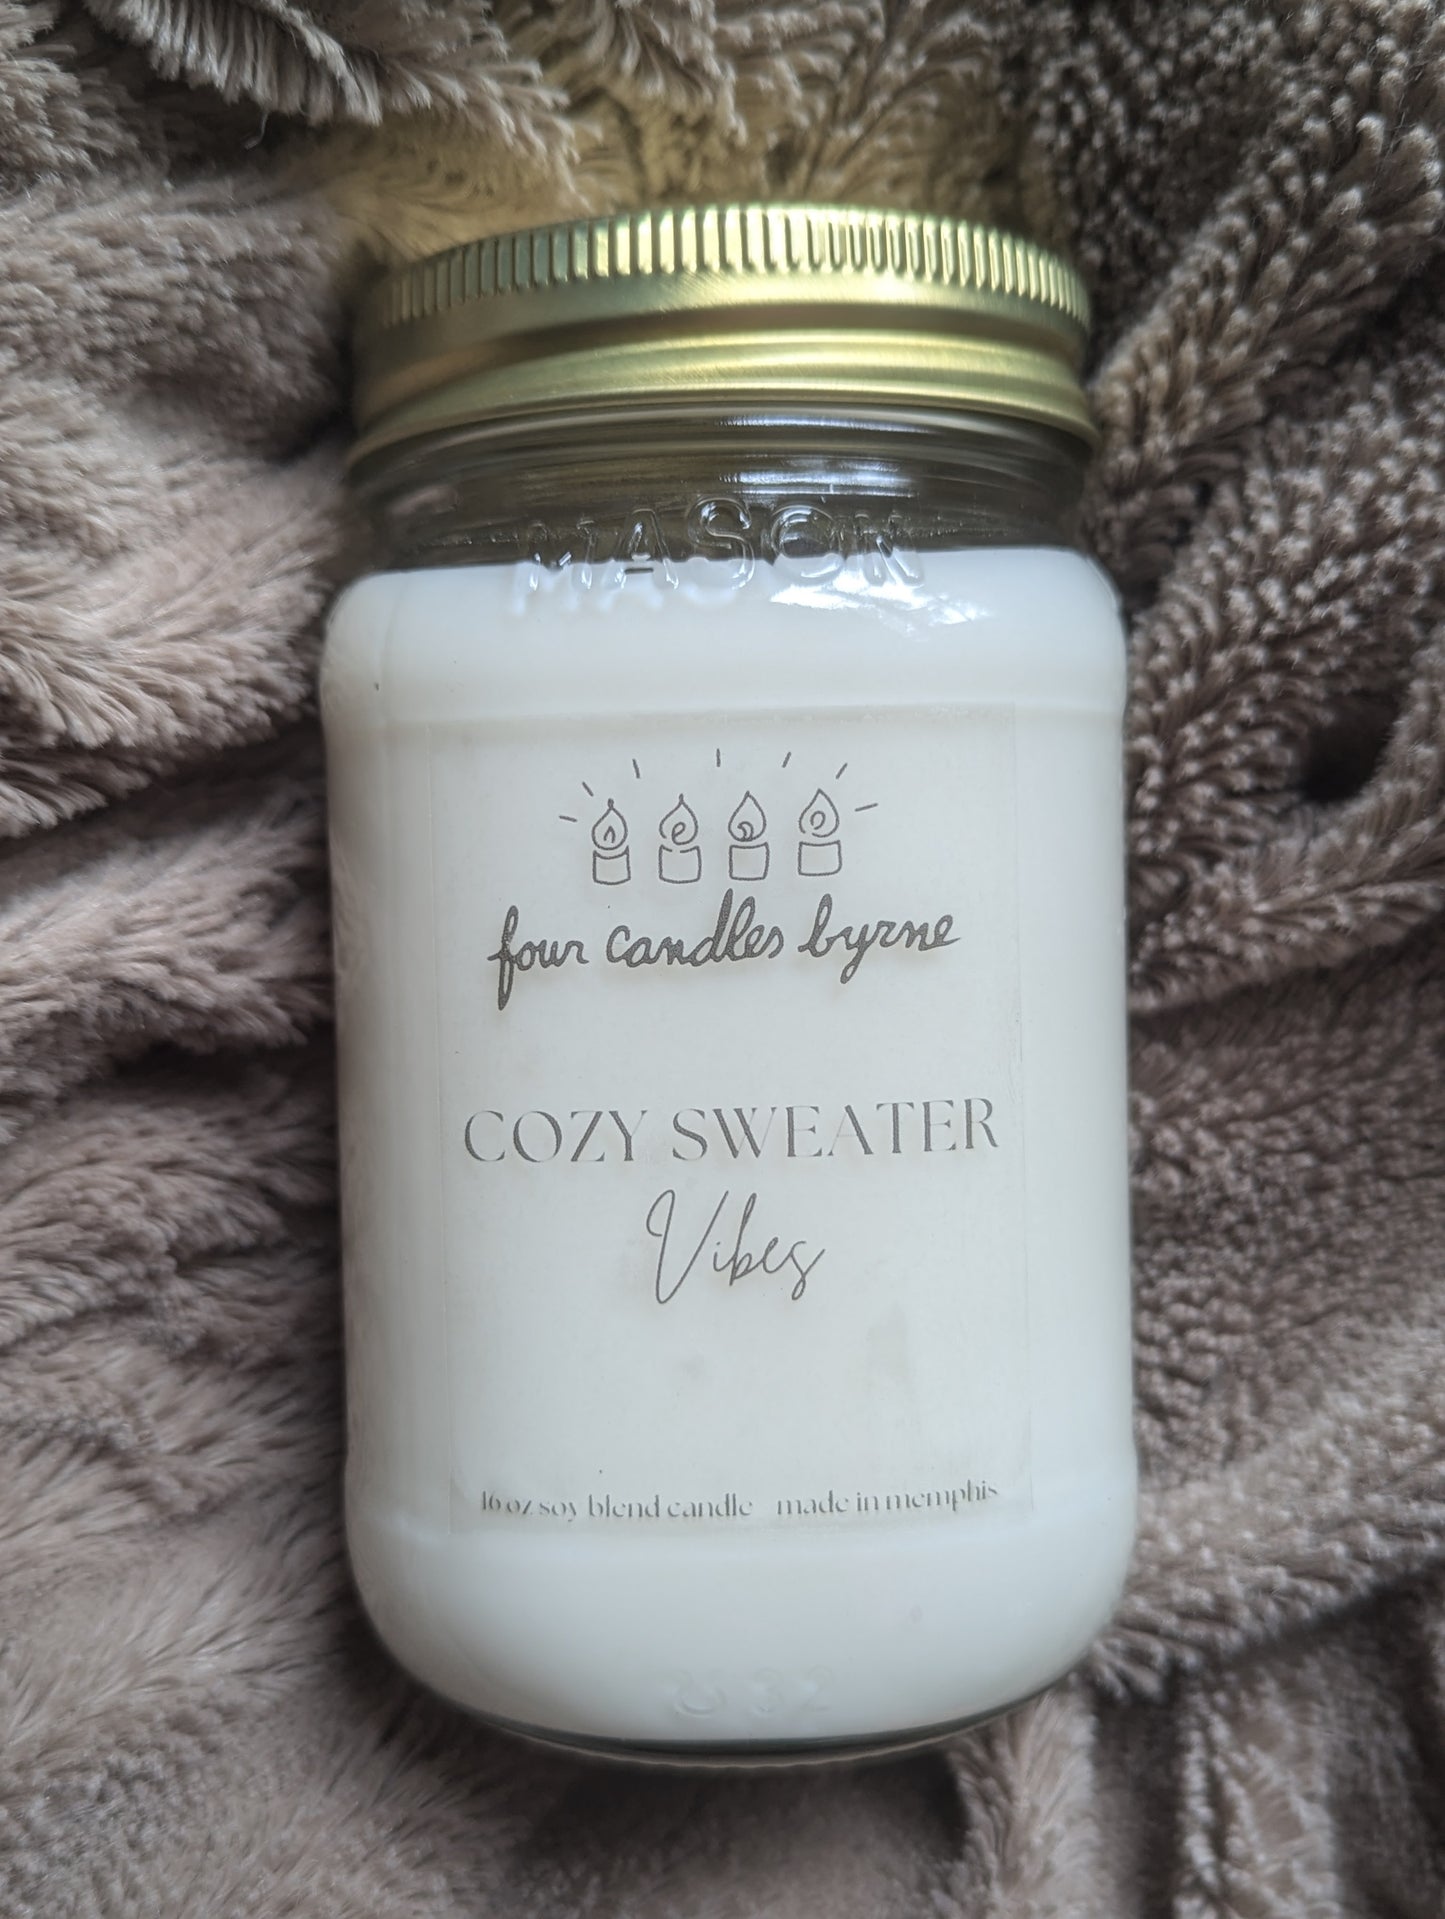 MASON
four candles byrne
COZY SWEATER
Vibes
16 oz soy blend candle made in memphis